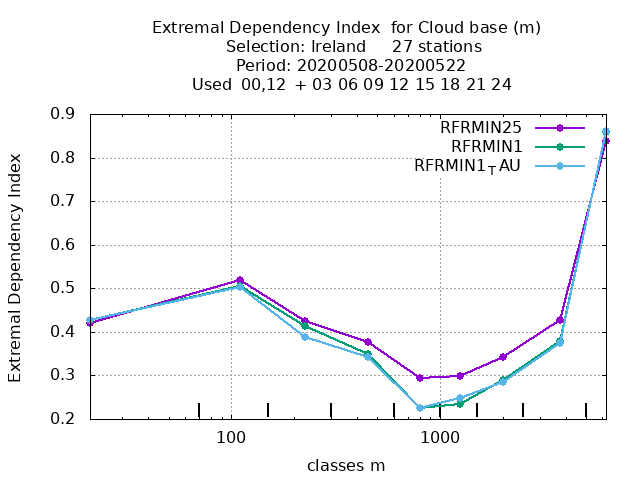 Extremal Dependency Index  for Cloud base (m)
Selection: Ireland     27 stations
Period: 20200508-20200522
Used  00,12  + 03 06 09 12 15 18 21 24
RFRMIN25
RFRMIN1
RFRMIN1TAU
Extremal Dependency Index
0.9
0.8
0.7
0.6
0.5
0.4
0.3
0.2
100
1000
classes m